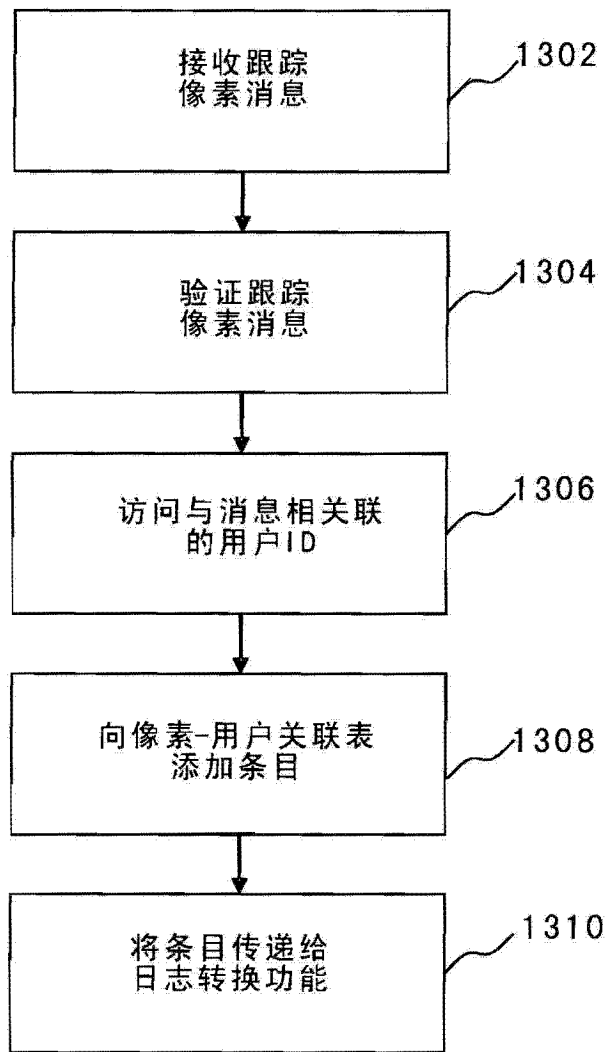 接收跟踪
像素消息
1302
验证跟踪
像素消息
1304
访问与消息相关联
的用户ID
1306
向像素-用户关联表
添加条目
1308
将条目传递给
日志转换功能
1310